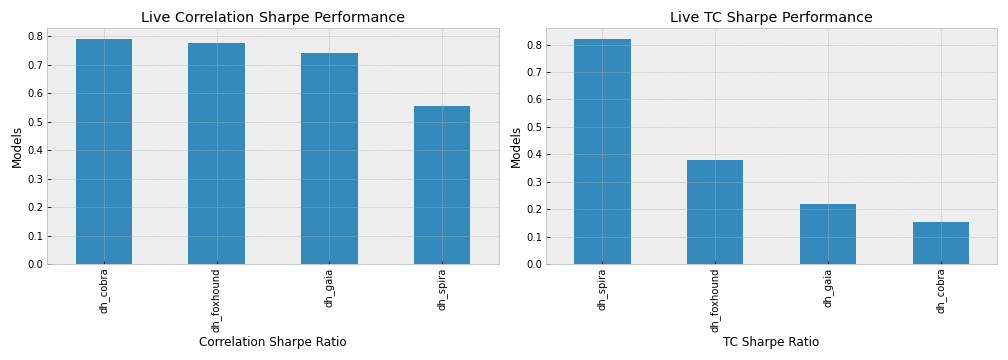 Live Correlation Sharpe Performance
Models
0.8
0.7
0.6
0.5
0.4
0.3
0.2
0.1
0.0
dh_cobra
dh_foxhound
dh_gaia
dh_spira
Correlation Sharpe Ratio
Live TC Sharpe Performance
Models
0.8
0.7
0.6
0.5
0.4
0.3
0.2
0.1
0.0
dh_spira
dh_foxhound
dh_gaia
dh_cobra
TC Sharpe Ratio